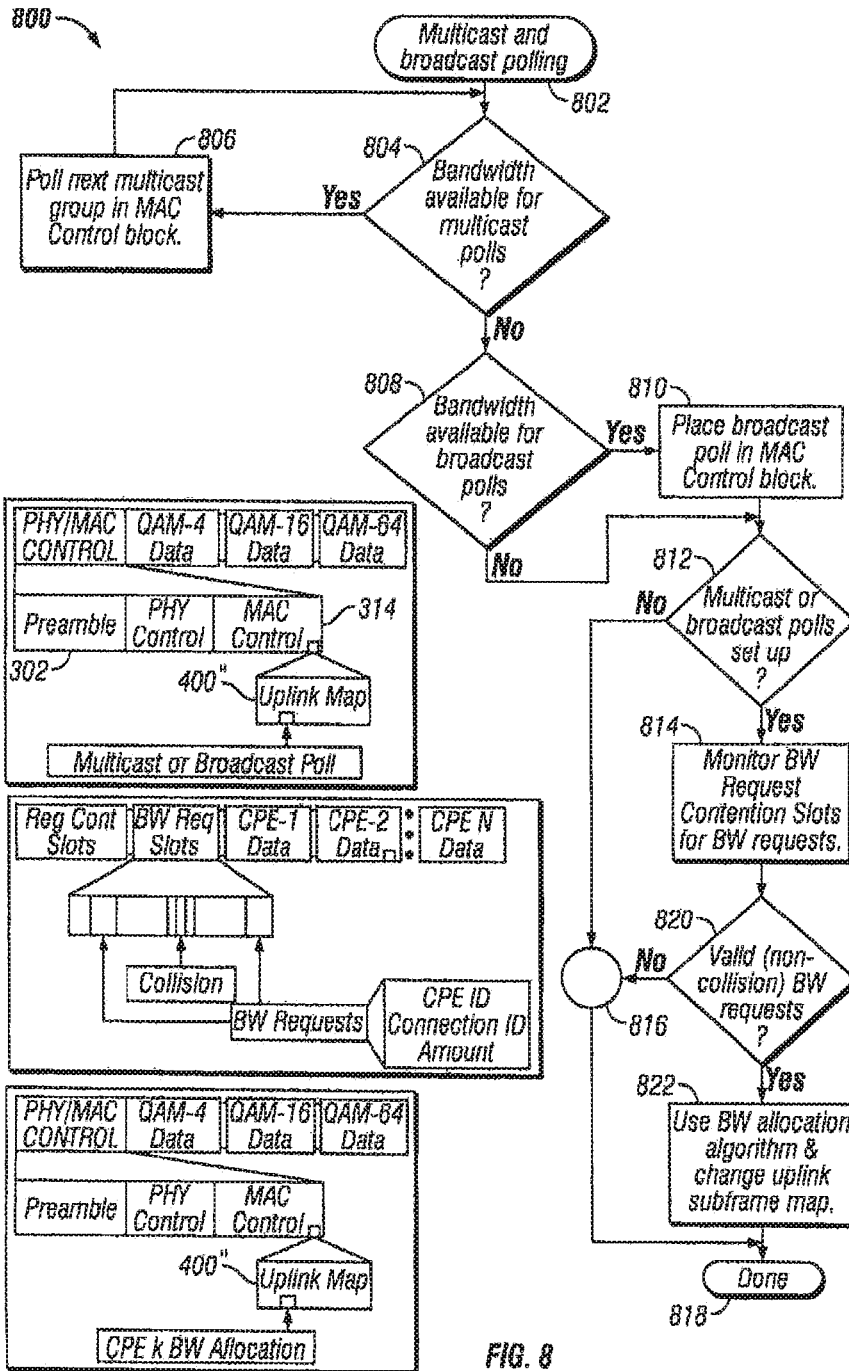 800
Multicast and
broadcast polling
802
806
Poll next multicast
group in MAC
Control block.
804
Bandwidth
available for
multicast
polls
?
Yes
No
808
Bandwidth
available for
broadcast
polls
?
Yes
No
810
Place broadcast
poll in MAC
Control block.
812
Multicast or
broadcast polls
set up
?
No
Yes
814
Monitor BW
Request
Contention Slots
for BW requests.
820
Valid (non-
collision) BW
requests
?
No
816
Yes
822
Use BW allocation
algorithm &
change uplink
subframe map.
Done
818
PHY/MAC
CONTROL
QAM-4
Data
QAM-16
Data
QAM-64
Data
Preamble
PHY
Control
MAC
Control
314
302
400"
Uplink Map
Multicast or Broadcast Poll
Reg Cont
Slots
BW Req
Slots
CPE-1
Data
CPE-2
Data
CPE N
Data
Collision
BW Requests
CPE ID
Connection ID
Amount
PHY/MAC
CONTROL
QAM-4
Data
QAM-16
Data
QAM-64
Data
Preamble
PHY
Control
MAC
Control
400"
Uplink Map
CPE k BW Allocation
FIG. 8